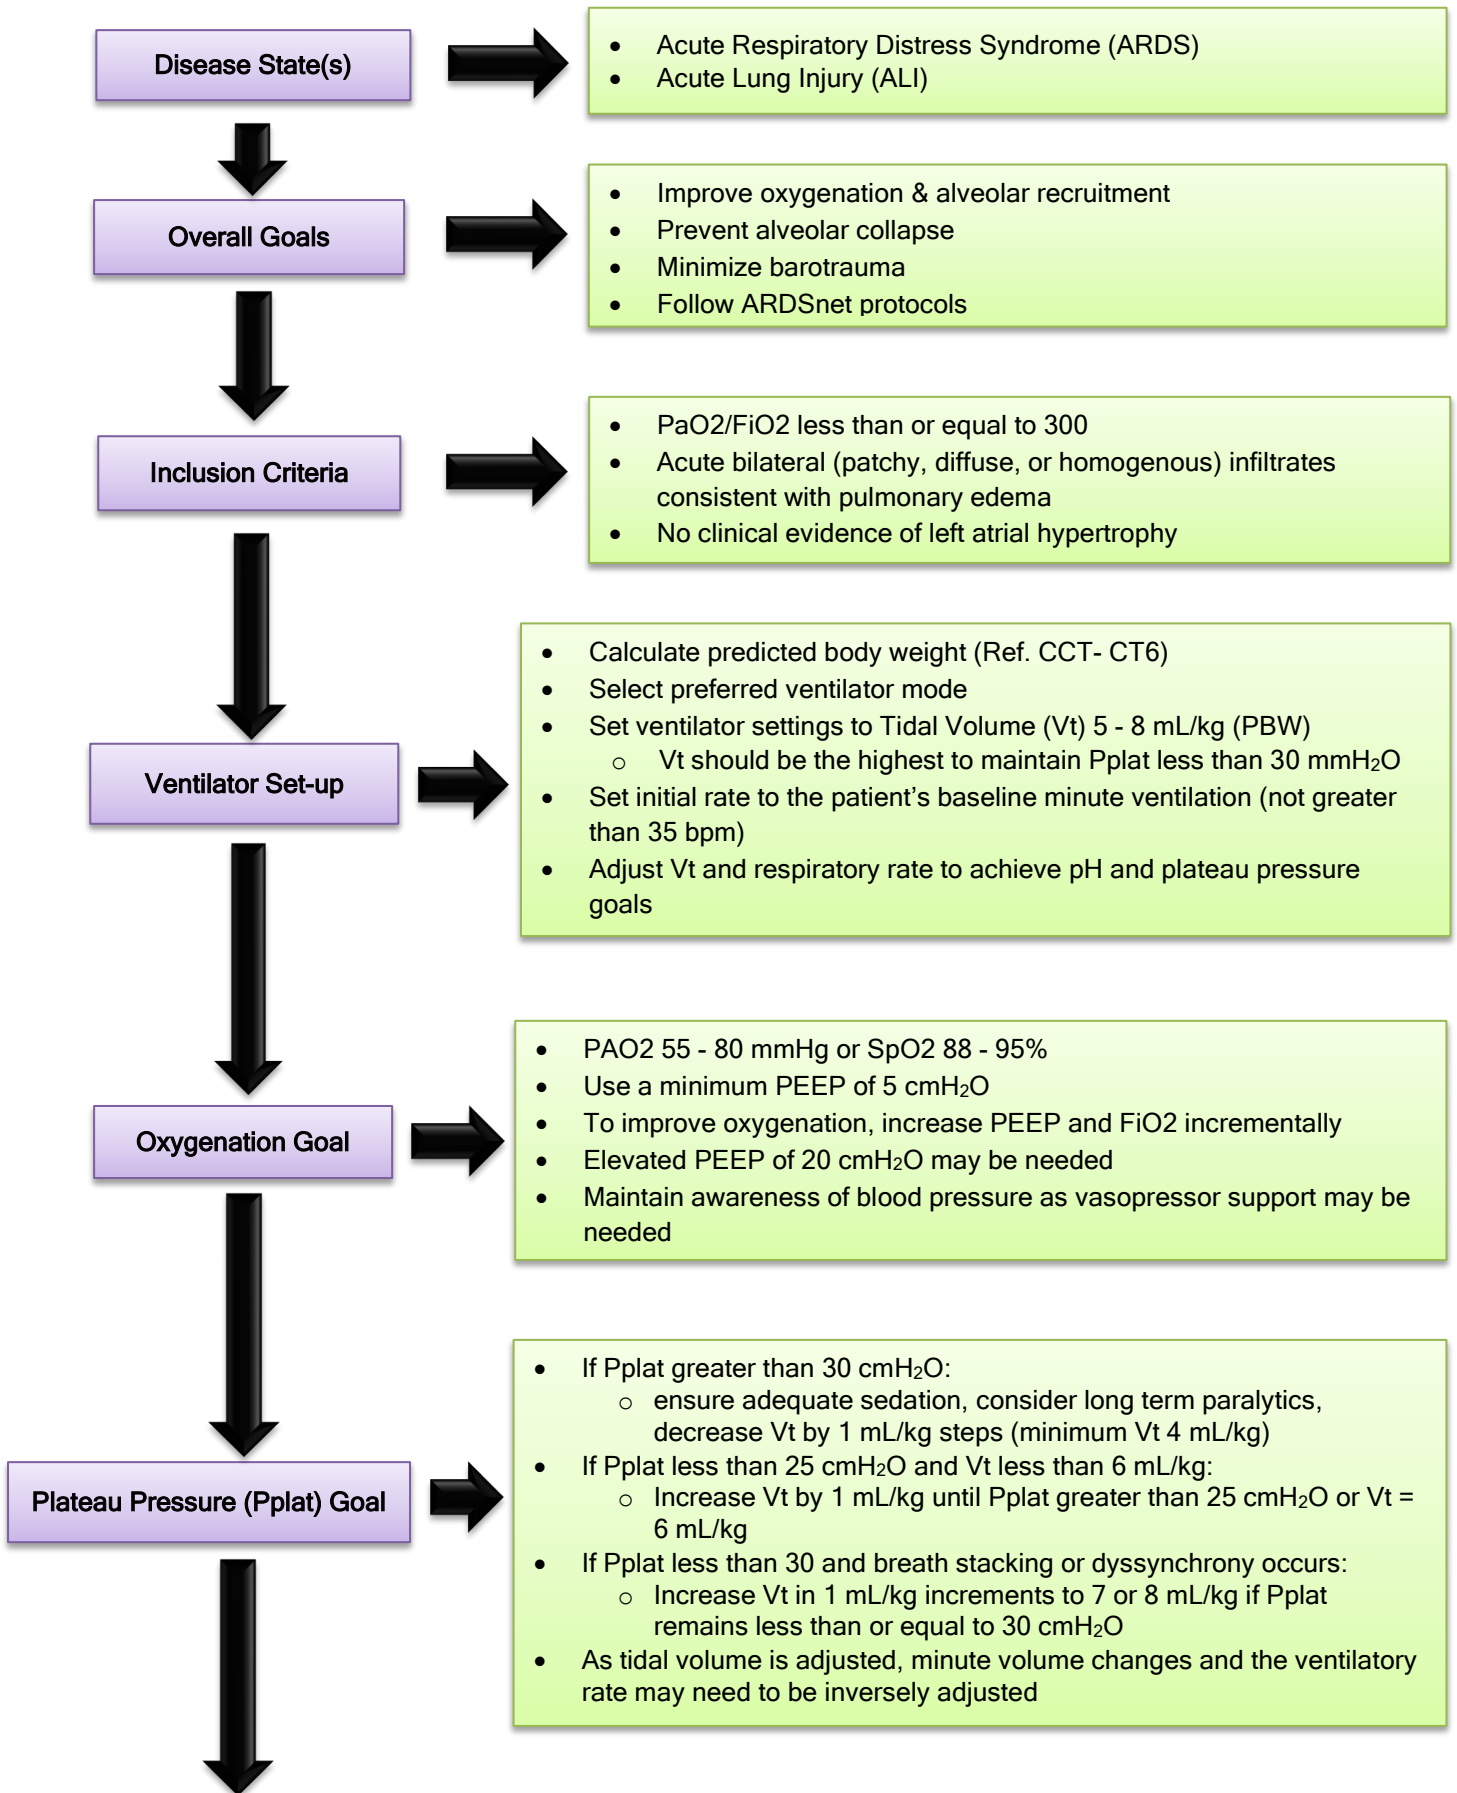 Disease State(s)
• Acute Respiratory Distress Syndrome (ARDS)
• Acute Lung Injury (ALI)
Overall Goals
• Improve oxygenation & alveolar recruitment
• Prevent alveolar collapse
• Minimize barotrauma
• Follow ARDSnet protocols
Inclusion Criteria
• PaO2/FiO2 less than or equal to 300
• Acute bilateral (patchy, diffuse, or homogenous) infiltrates
consistent with pulmonary edema
• No clinical evidence of left atrial hypertrophy
Ventilator Set-up
• Calculate predicted body weight (Ref. CCT- CT6)
• Select preferred ventilator mode
• Set ventilator settings to Tidal Volume (Vt) 5 - 8 mL/kg (PBW)
o Vt should be the highest to maintain Pplat less than 30 mmH₂O
• Set initial rate to the patient’s baseline minute ventilation (not greater
than 35 bpm)
• Adjust Vt and respiratory rate to achieve pH and plateau pressure
goals
Oxygenation Goal
• PAO2 55 - 80 mmHg or SpO2 88 - 95%
• Use a minimum PEEP of 5 cmH₂O
• To improve oxygenation, increase PEEP and FiO2 incrementally
• Elevated PEEP of 20 cmH₂O may be needed
• Maintain awareness of blood pressure as vasopressor support may be
needed
Plateau Pressure (Pplat) Goal
• If Pplat greater than 30 cmH₂O:
o ensure adequate sedation, consider long term paralytics,
decrease Vt by 1 mL/kg steps (minimum Vt 4 mL/kg)
• If Pplat less than 25 cmH₂O and Vt less than 6 mL/kg:
o Increase Vt by 1 mL/kg until Pplat greater than 25 cmH₂O or Vt =
6 mL/kg
• If Pplat less than 30 and breath stacking or dyssynchrony occurs:
o Increase Vt in 1 mL/kg increments to 7 or 8 mL/kg if Pplat
remains less than or equal to 30 cmH₂O
• As tidal volume is adjusted, minute volume changes and the ventilatory
rate may need to be inversely adjusted